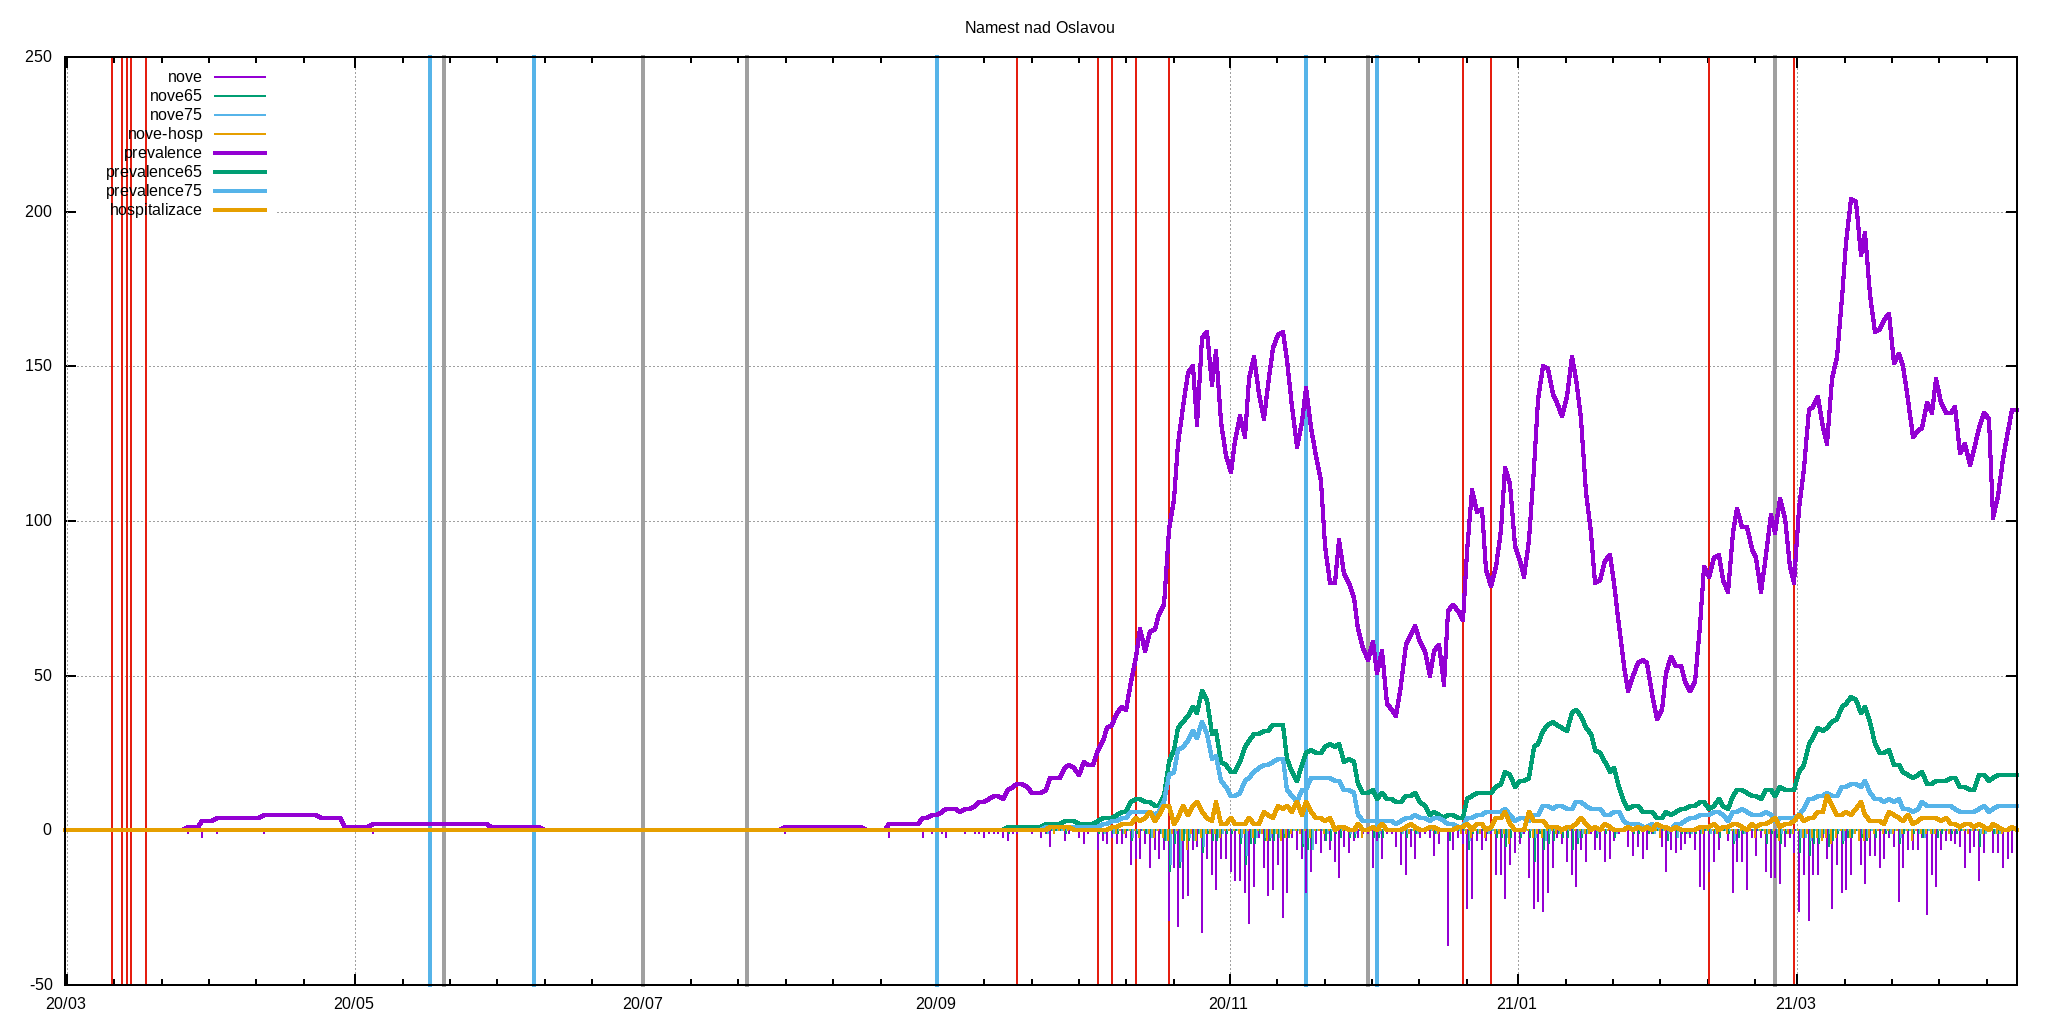 Namest nad Oslavou
250
200
150
100
50
0
-50
nove
nove65
nove75
nove-hosp
prevalence
prevalence65
prevalence75
hospitalizace
20/03 20/05 20/07 20/09 20/11 21/01 21/03